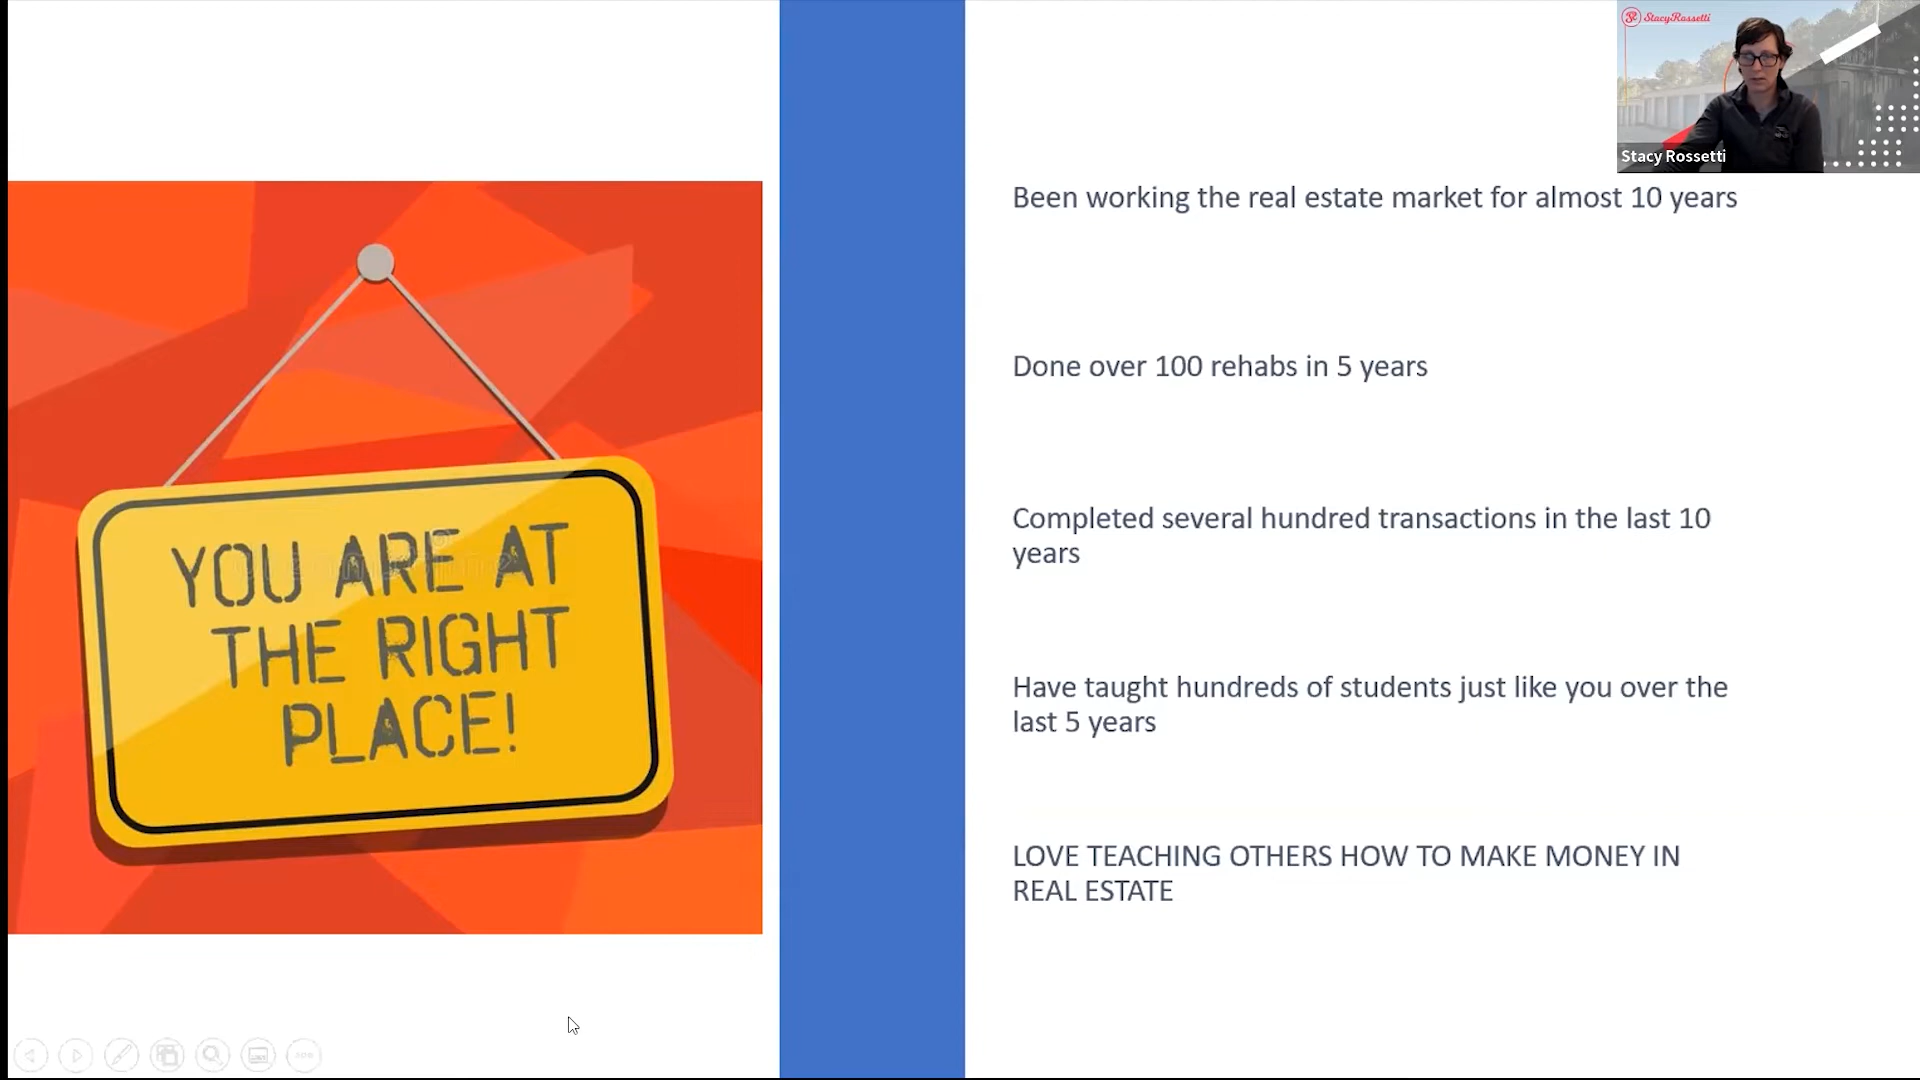 StacyRossetti
Stacy Rossetti
Been working the real estate market for almost 10 years
Done over 100 rehabs in 5 years
Completed several hundred transactions in the last 10
years
Have taught hundreds of students just like you over the
last 5 years
LOVE TEACHING OTHERS HOW TO MAKE MONEY IN
REAL ESTATE
YOU ARE AT
THE RIGHT
PLACE!